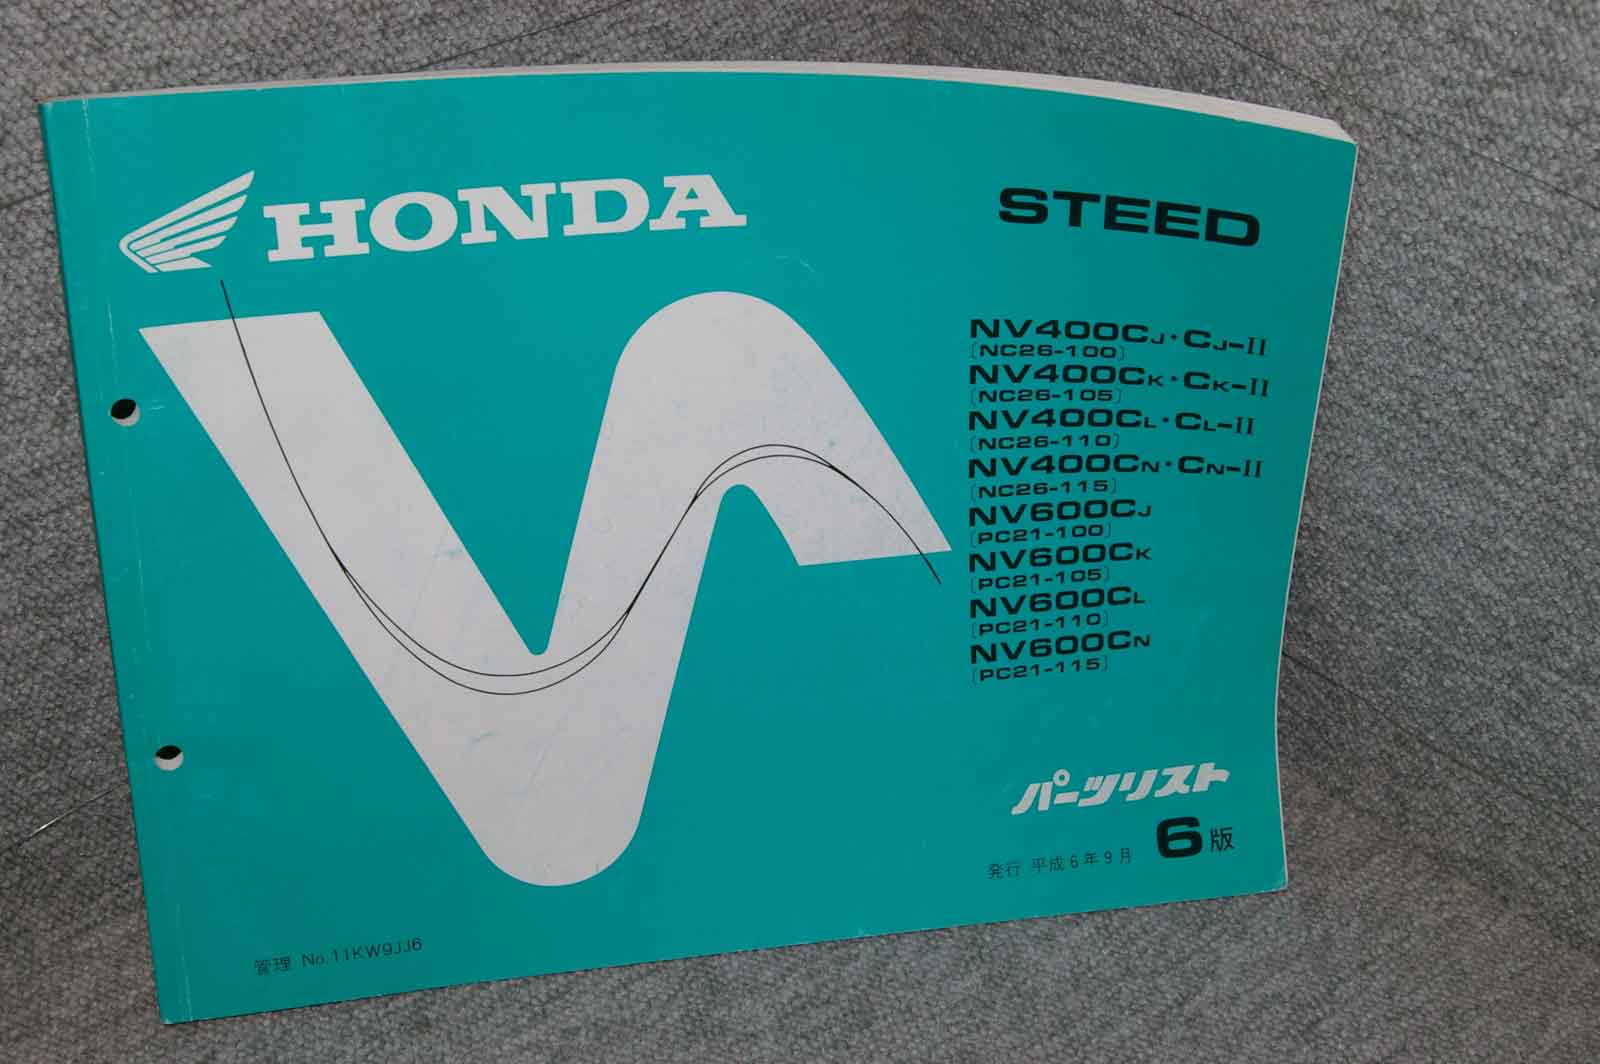 HONDA
STEED
NV400CJ・CJ-II
[NC26-100]
NV400CK・CK-II
[NC26-105]
NV400CL・CL-II
[NC26-110]
NV400CN・CN-II
[NC26-115]
NV600CJ
[PC21-100]
NV600CK
[PC21-105]
NV600CL
[PC21-110]
NV600CN
[PC21-115]
パーツリスト
発行 平成6年9月 6版
管理 No.11KW9JJ6